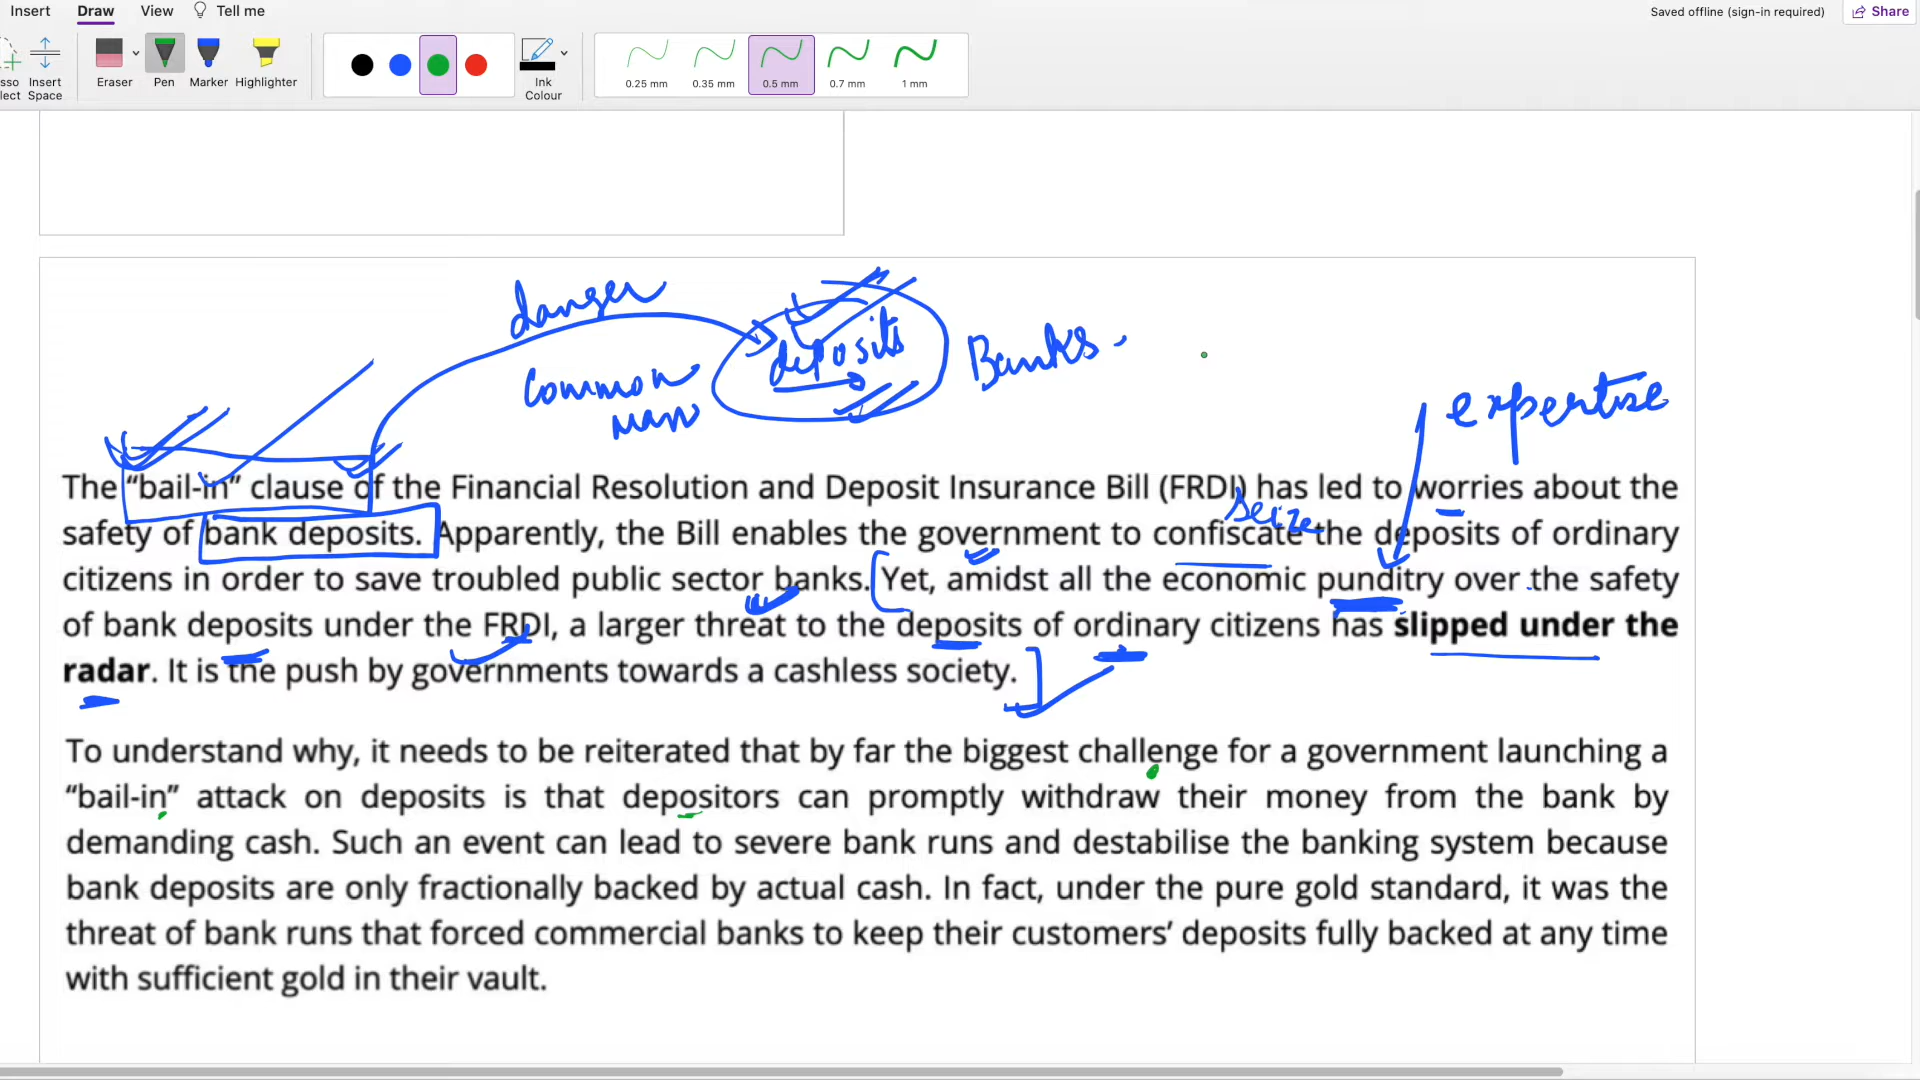 Insert Draw View Tell me Saved offline (sign-in required) Share
Eraser Pen Marker Highlighter Ink Colour 0.25 mm 0.35 mm 0.5 mm 0.7 mm 1 mm
Insert Space
danger
deposits Banks.
Common man
expertise
The “bail-in” clause of the Financial Resolution and Deposit Insurance Bill (FRDI) has led to worries about the
seize
safety of bank deposits. Apparently, the Bill enables the government to confiscate the deposits of ordinary
citizens in order to save troubled public sector banks. Yet, amidst all the economic punditry over the safety
of bank deposits under the FRDI, a larger threat to the deposits of ordinary citizens has slipped under the
radar. It is the push by governments towards a cashless society.
To understand why, it needs to be reiterated that by far the biggest challenge for a government launching a
“bail-in” attack on deposits is that depositors can promptly withdraw their money from the bank by
demanding cash. Such an event can lead to severe bank runs and destabilise the banking system because
bank deposits are only fractionally backed by actual cash. In fact, under the pure gold standard, it was the
threat of bank runs that forced commercial banks to keep their customers’ deposits fully backed at any time
with sufficient gold in their vault.